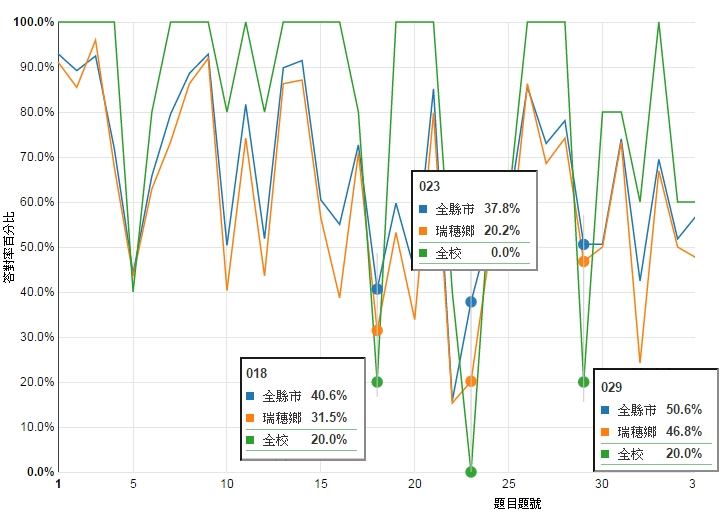 100.0%
90.0%
80.0%
70.0%
60.0%
50.0%
40.0%
30.0%
20.0%
10.0%
0.0%
答對率百分比
023
全縣市 37.8%
瑞穗鄉 20.2%
全校 0.0%
018
全縣市 40.6%
瑞穗鄉 31.5%
全校 20.0%
029
全縣市 50.6%
瑞穗鄉 46.8%
全校 20.0%
1 5 10 15 20 25 30 3
題目題號